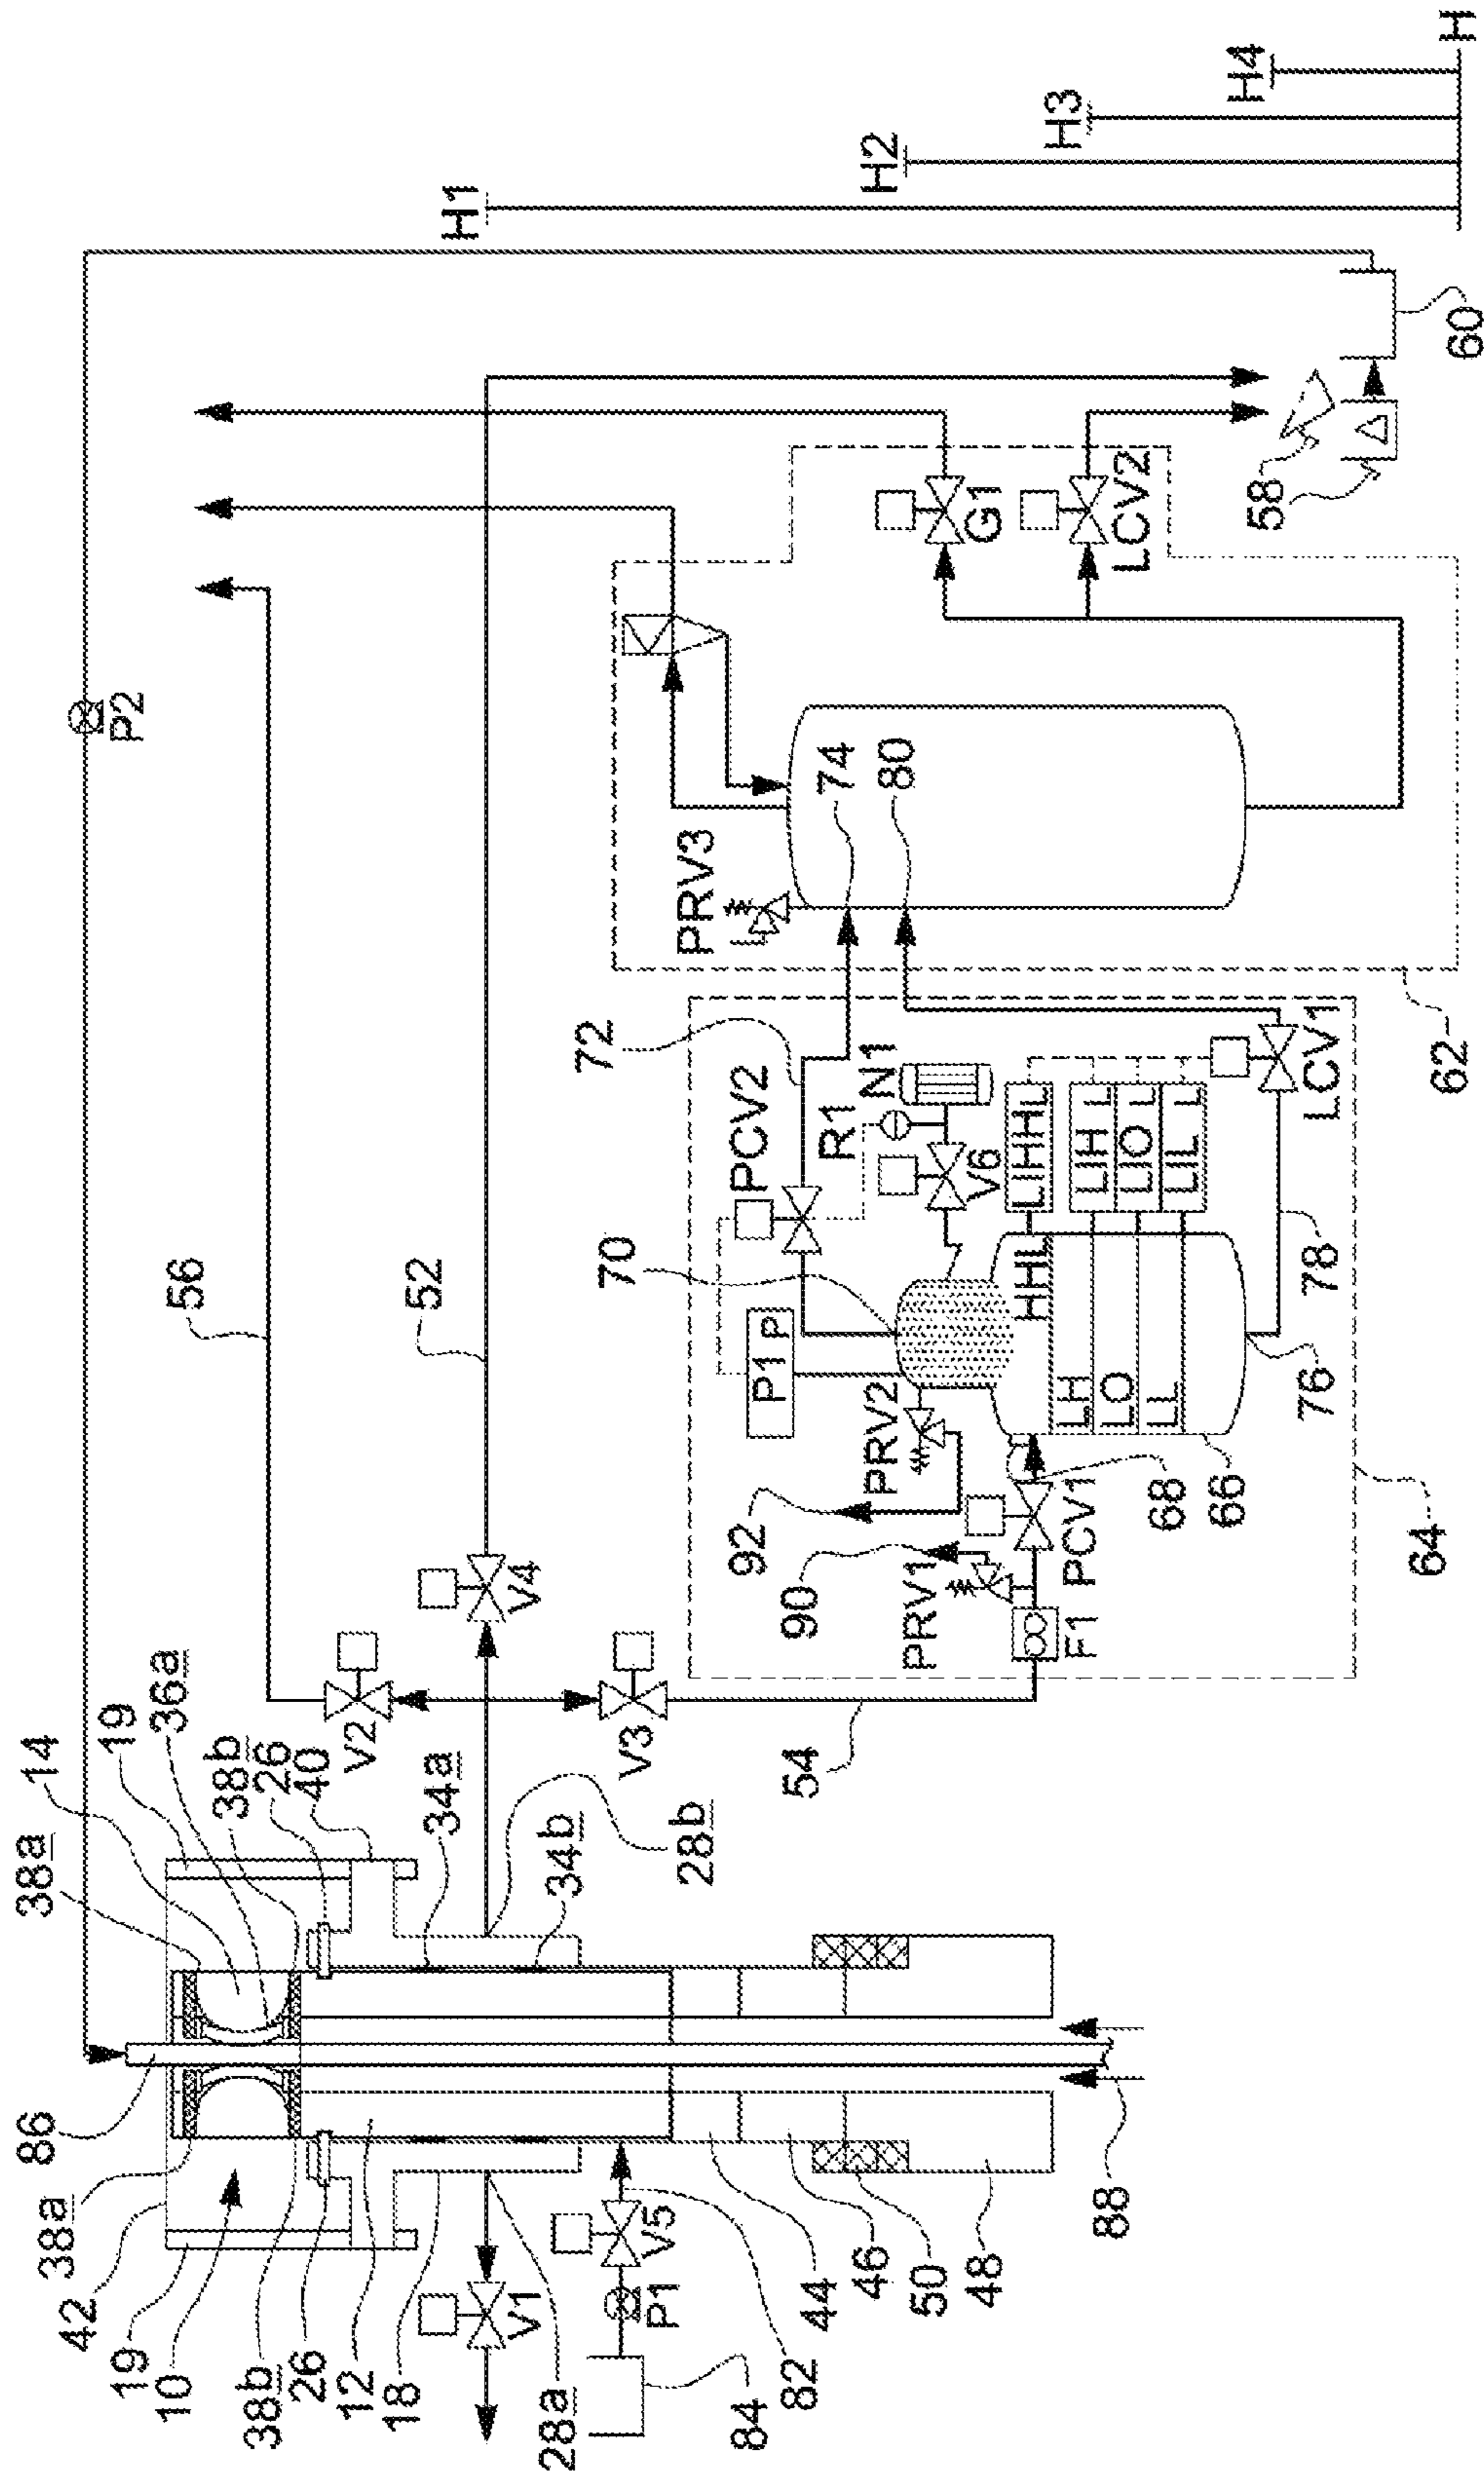 42
38a
86
38a
14
19
36a
38b
26
40
19
10
38b
26
12
18
28a
V1
V2
V3
V4
34a
34b
28b
56
52
54
P2
H1
H2
H3
H4
H
84
82
P1
V5
44
46
50
48
88
PRV1
90
92
F1
PCV1
68
66
64
PRV2
P1 P
70
PCV2
72
R1
N1
V6
HHL
LIHHL
LH
LIH L
LO
LIO L
LL
LIL L
76
78
LCV1
62
PRV3
74
80
G1
LCV2
58
60